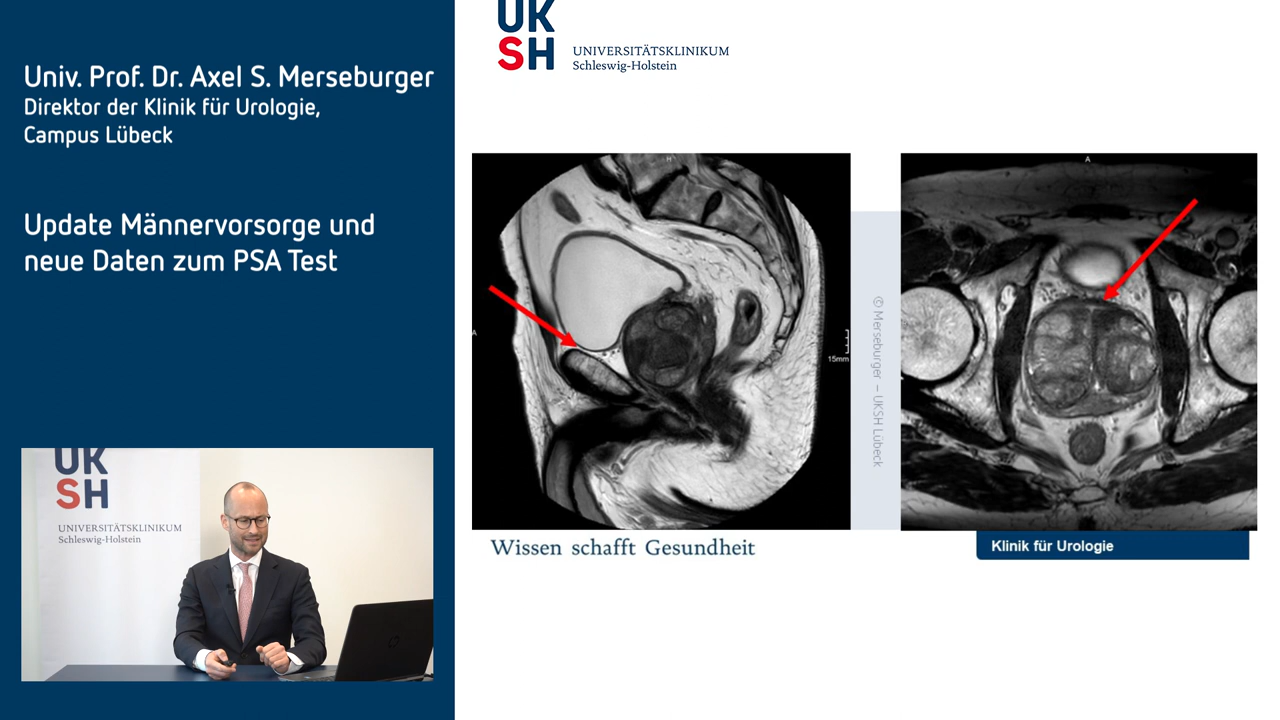 Univ. Prof. Dr. Axel S. Merseburger
Direktor der Klinik für Urologie,
Campus Lübeck
Update Männervorsorge und
neue Daten zum PSA Test
UK
SH
UNIVERSITÄTSKLINIKUM
Schleswig-Holstein
UK
SH
UNIVERSITÄTSKLINIKUM
Schleswig-Holstein
H
A
15mm
© Merseburger – UKSH Lübeck
A
Wissen schafft Gesundheit
Klinik für Urologie